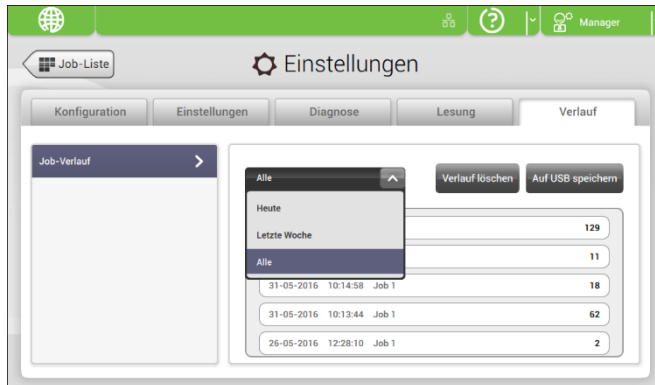 Manager
Job-Liste
Einstellungen
Konfiguration Einstellungen Diagnose Lesung Verlauf
Job-Verlauf
Alle
Verlauf löschen Auf USB speichern
Heute
Letzte Woche
Alle
129
11
31-05-2016 10:14:58 Job 1 18
31-05-2016 10:13:44 Job 1 62
26-05-2016 12:28:10 Job 1 2